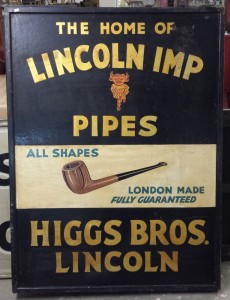 THE HOME OF
LINCOLN IMP
PIPES
ALL SHAPES
LONDON MADE
FULLY GUARANTEED
HIGGS BROS.
LINCOLN